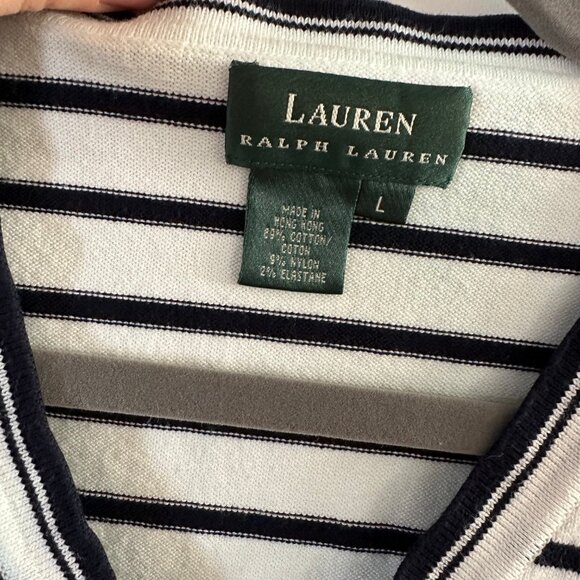 LAUREN
RALPH LAUREN
L
MADE IN
HONG KONG
89% COTTON/
COTON
9% NYLON
2% ELASTANE